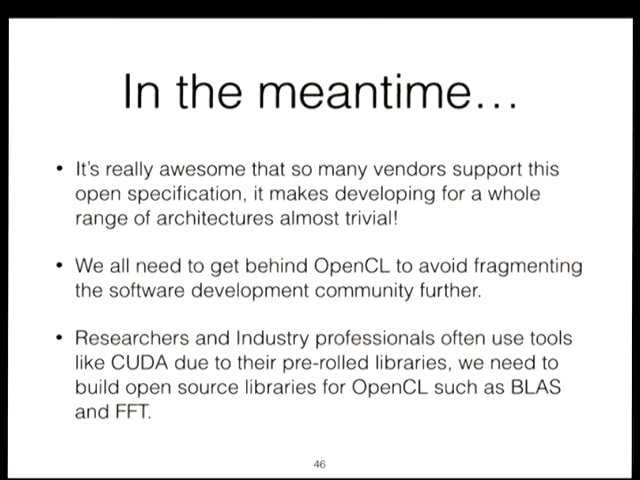 In the meantime…
• It's really awesome that so many vendors support this
open specification, it makes developing for a whole
range of architectures almost trivial!
• We all need to get behind OpenCL to avoid fragmenting
the software development community further.
• Researchers and Industry professionals often use tools
like CUDA due to their pre-rolled libraries, we need to
build open source libraries for OpenCL such as BLAS
and FFT.
46